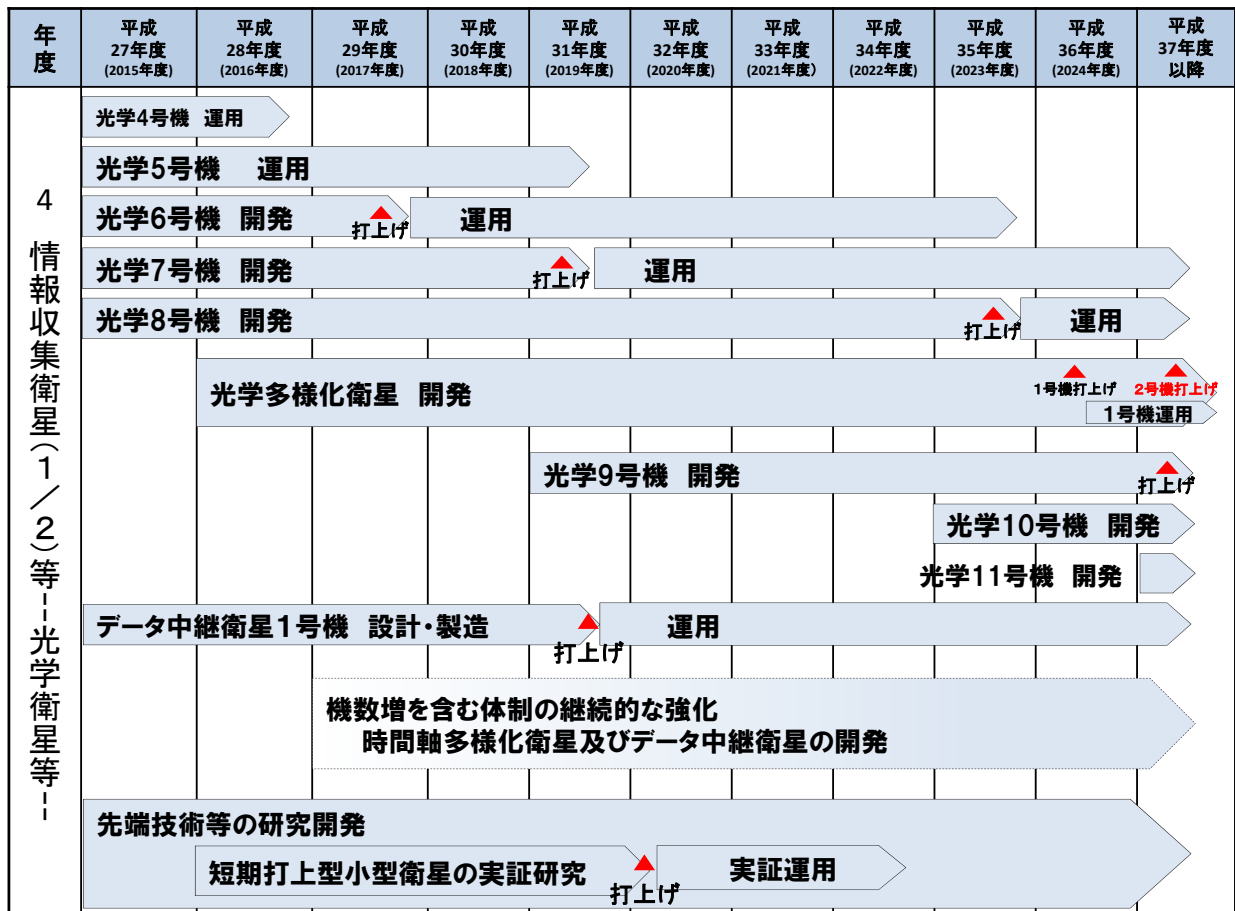 年度
平成
27年度
(2015年度)
平成
28年度
(2016年度)
平成
29年度
(2017年度)
平成
30年度
(2018年度)
平成
31年度
(2019年度)
平成
32年度
(2020年度)
平成
33年度
(2021年度)
平成
34年度
(2022年度)
平成
35年度
(2023年度)
平成
36年度
(2024年度)
平成
37年度
以降
4 情報収集衛星(1/2)等--光学衛星等--
光学4号機 運用
光学5号機 運用
光学6号機 開発
打上げ
運用
光学7号機 開発
打上げ
運用
光学8号機 開発
打上げ
運用
光学多様化衛星 開発
1号機打上げ
2号機打上げ
1号機運用
光学9号機 開発
打上げ
光学10号機 開発
光学11号機 開発
データ中継衛星1号機 設計・製造
打上げ
運用
機数増を含む体制の継続的な強化
時間軸多様化衛星及びデータ中継衛星の開発
先端技術等の研究開発
短期打上型小型衛星の実証研究
打上げ
実証運用